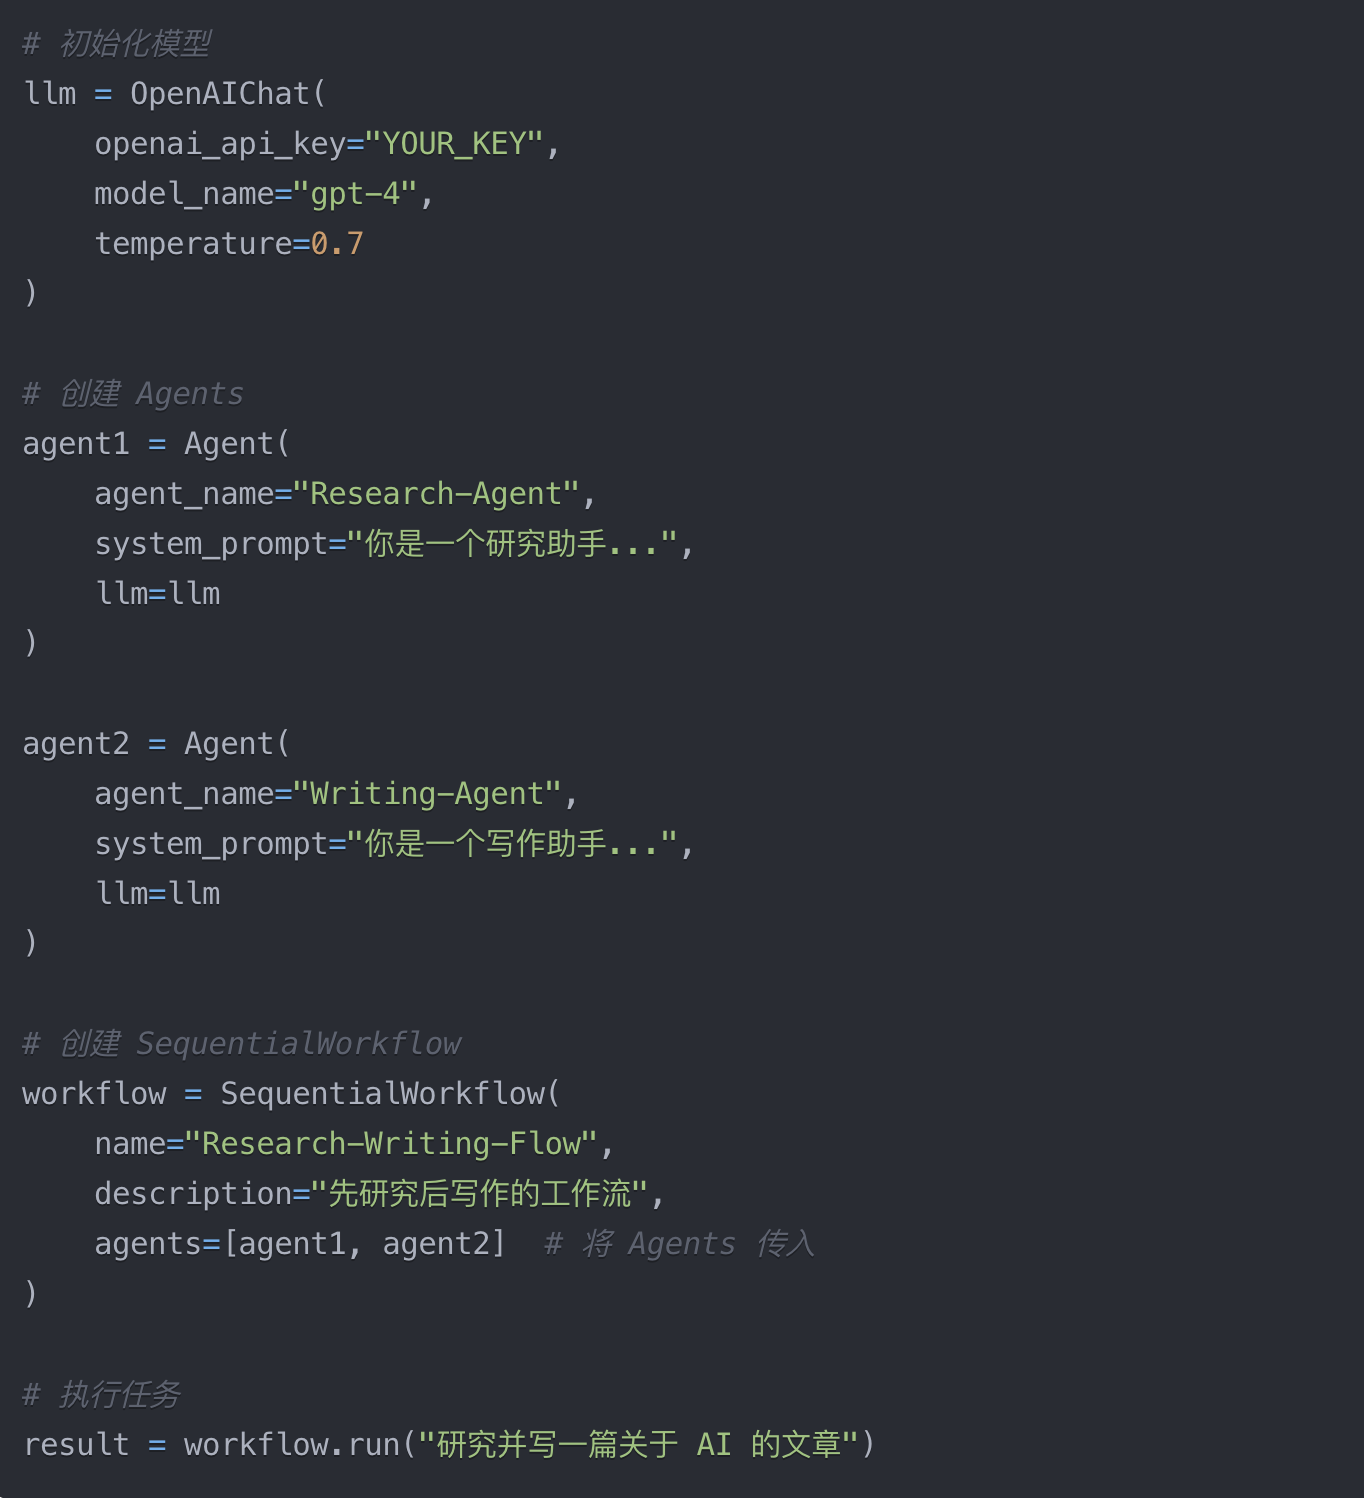 # 初始化模型
llm = OpenAIChat(
    openai_api_key="YOUR_KEY",
    model_name="gpt-4",
    temperature=0.7
)

# 创建 Agents
agent1 = Agent(
    agent_name="Research-Agent",
    system_prompt="你是一个研究助手...",
    llm=llm
)

agent2 = Agent(
    agent_name="Writing-Agent",
    system_prompt="你是一个写作助手...",
    llm=llm
)

# 创建 SequentialWorkflow
workflow = SequentialWorkflow(
    name="Research-Writing-Flow",
    description="先研究后写作的工作流",
    agents=[agent1, agent2]  # 将 Agents 传入
)

# 执行任务
result = workflow.run("研究并写一篇关于 AI 的文章")